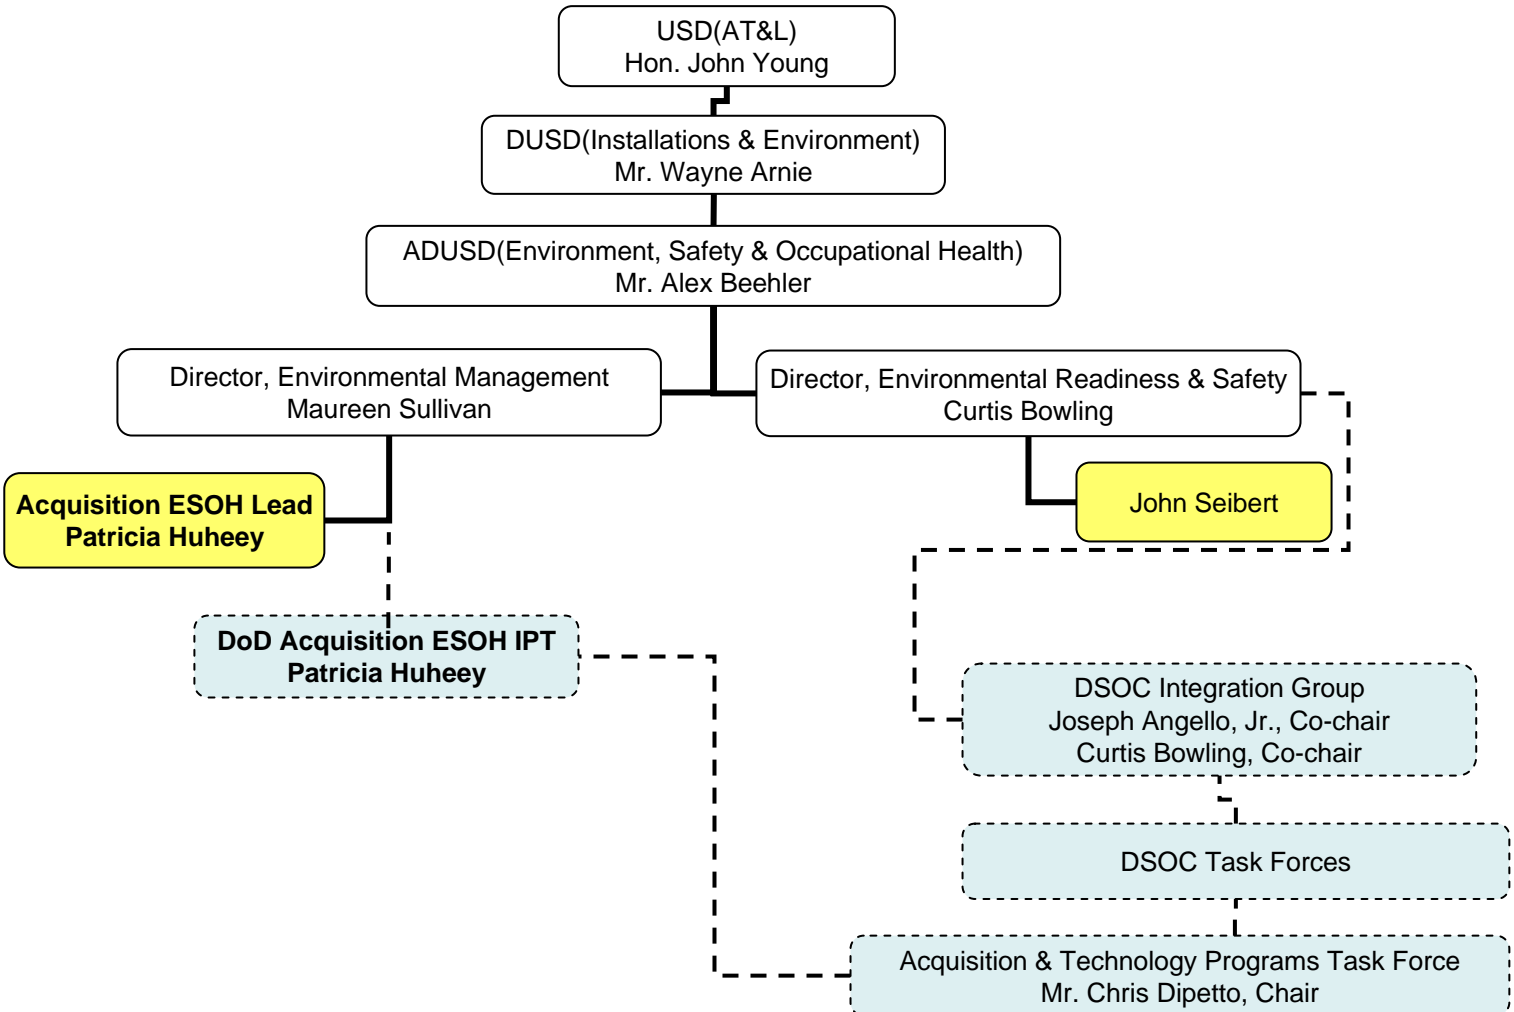 USD(AT&L)
Hon. John Young
DUSD(Installations & Environment)
Mr. Wayne Arnie
ADUSD(Environment, Safety & Occupational Health)
Mr. Alex Beehler
Director, Environmental Management
Maureen Sullivan
Director, Environmental Readiness & Safety
Curtis Bowling
Acquisition ESOH Lead
Patricia Huheey
John Seibert
DoD Acquisition ESOH IPT
Patricia Huheey
DSOC Integration Group
Joseph Angello, Jr., Co-chair
Curtis Bowling, Co-chair
DSOC Task Forces
Acquisition & Technology Programs Task Force
Mr. Chris Dipetto, Chair